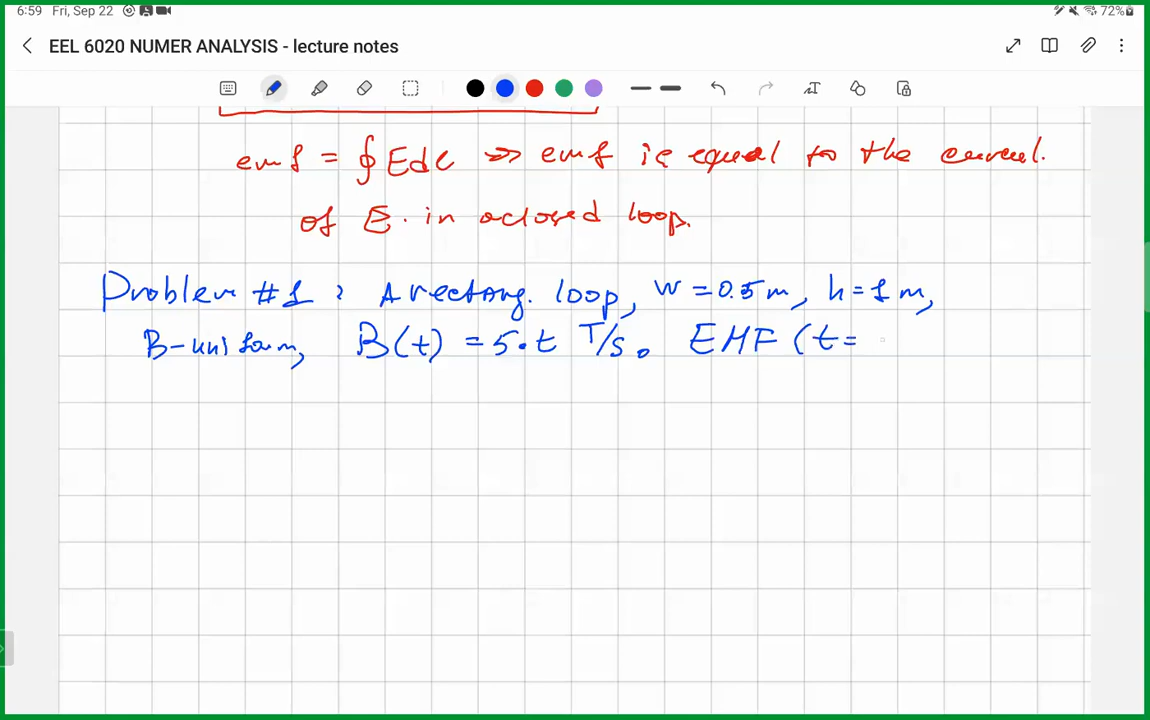 6:59 Fri, Sep 22 72%
EEL 6020 NUMER ANALYSIS - lecture notes
emf = ∮ Edl => emf is equal to the
of E. in a closed loop.
Problem #1: A rectang. loop, w = 0.5 m, h = 1 m,
B-uniform, B(t) = 5·t T/s. EMF (t =